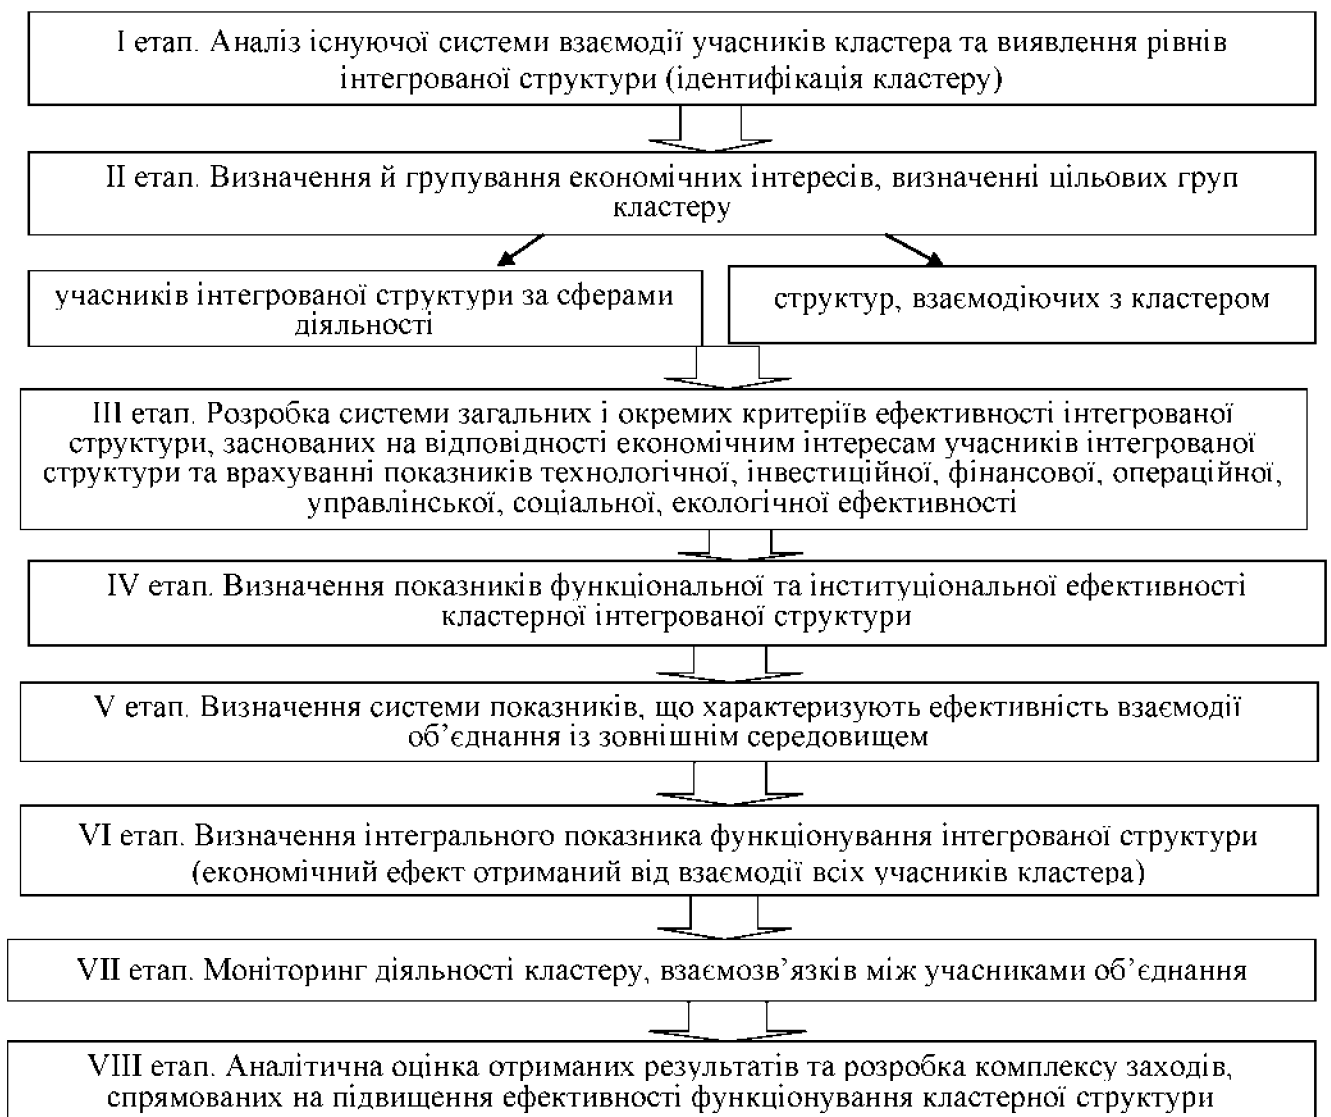 І етап. Аналіз існуючої системи взаємодії учасників кластера та виявлення рівнів
інтегрованої структури (ідентифікація кластеру)
ІІ етап. Визначення й групування економічних інтересів, визначенні цільових груп
кластеру
учасників інтегрованої структури за сферами
діяльності
структур, взаємодіючих з кластером
ІІІ етап. Розробка системи загальних і окремих критеріїв ефективності інтегрованої
структури, заснованих на відповідності економічним інтересам учасників інтегрованої
структури та врахуванні показників технологічної, інвестиційної, фінансової, операційної,
управлінської, соціальної, екологічної ефективності
IV етап. Визначення показників функціональної та інституціональної ефективності
кластерної інтегрованої структури
V етап. Визначення системи показників, що характеризують ефективність взаємодії
об’єднання із зовнішнім середовищем
VI етап. Визначення інтегрального показника функціонування інтегрованої структури
(економічний ефект отриманий від взаємодії всіх учасників кластера)
VII етап. Моніторинг діяльності кластеру, взаємозв’язків між учасниками об’єднання
VIII етап. Аналітична оцінка отриманих результатів та розробка комплексу заходів,
спрямованих на підвищення ефективності функціонування кластерної структури